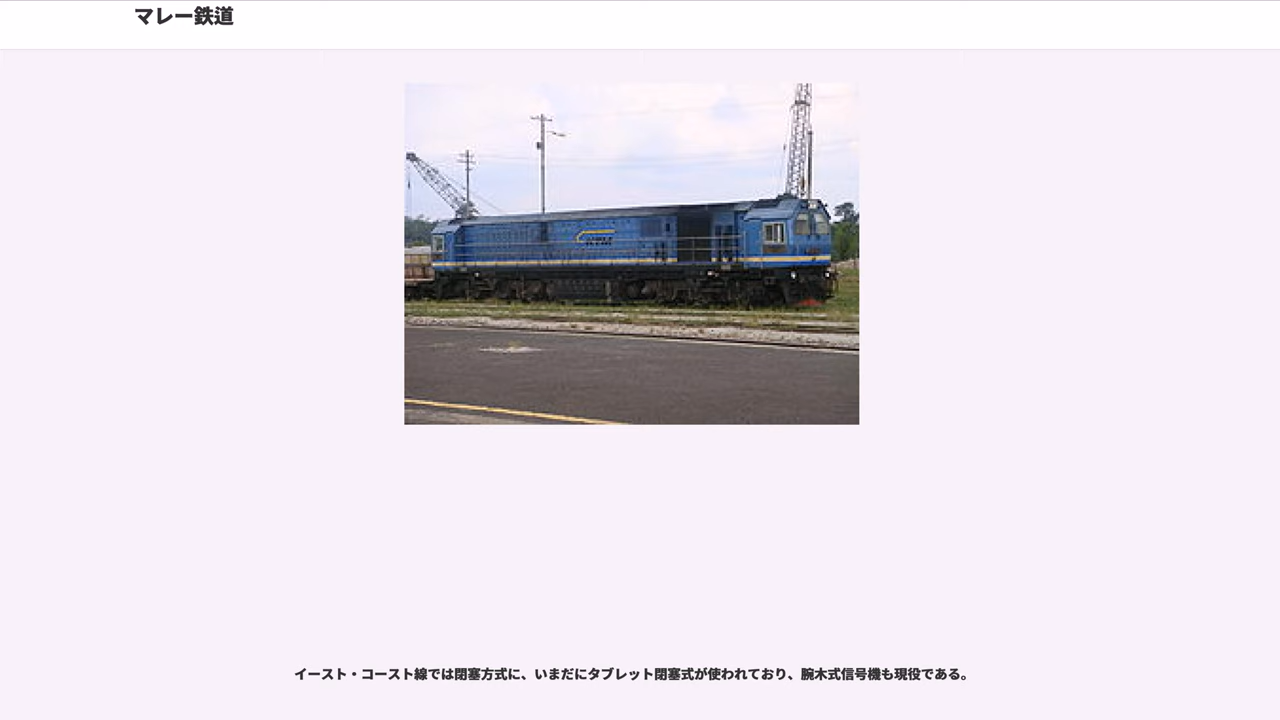 マレー鉄道
イースト・コースト線では閉塞方式に、いまだにタブレット閉塞式が使われており、腕木式信号機も現役である。